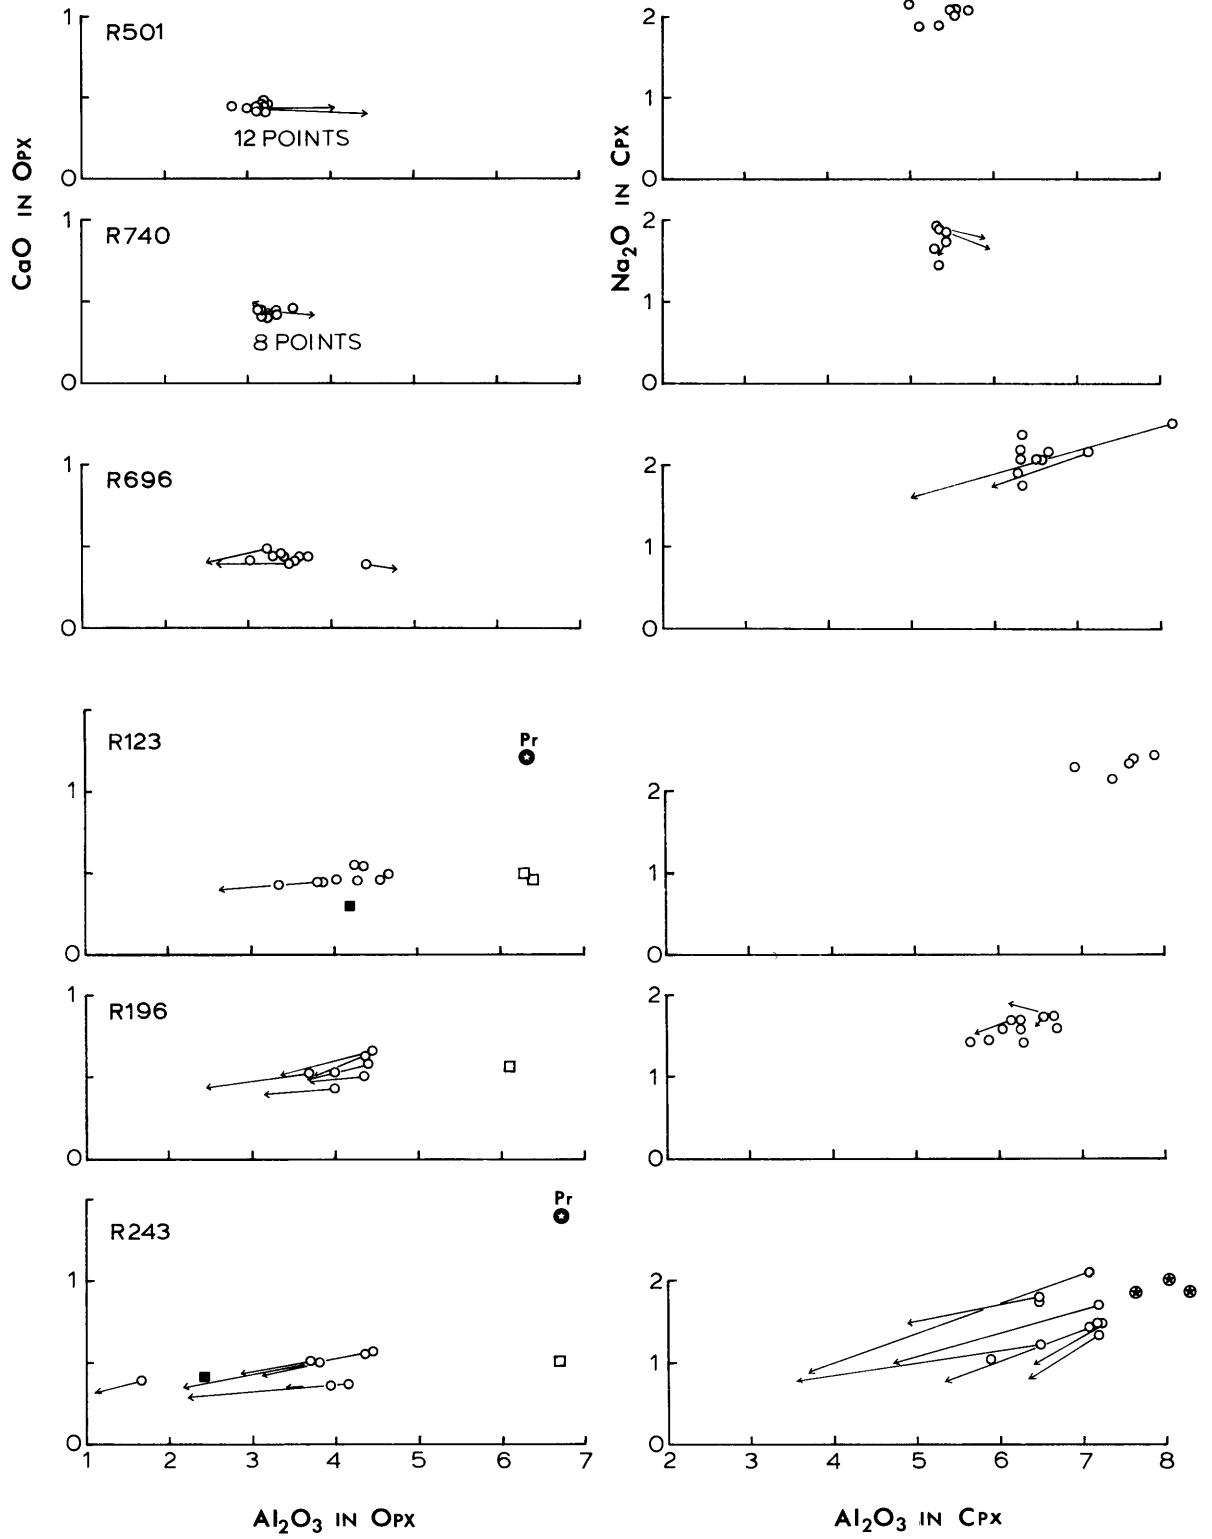 1
R501
12 POINTS
0
2
1
0
CaO IN OPX
Na₂O IN CPX
1
R740
8 POINTS
0
2
1
0
1
R696
0
2
1
0
R123
Pr
1
0
2
1
0
1
R196
0
2
1
0
R243
Pr
1
0
2
1
0
1 2 3 4 5 6 7
2 3 4 5 6 7 8
Al₂O₃ IN OPX
Al₂O₃ IN CPX